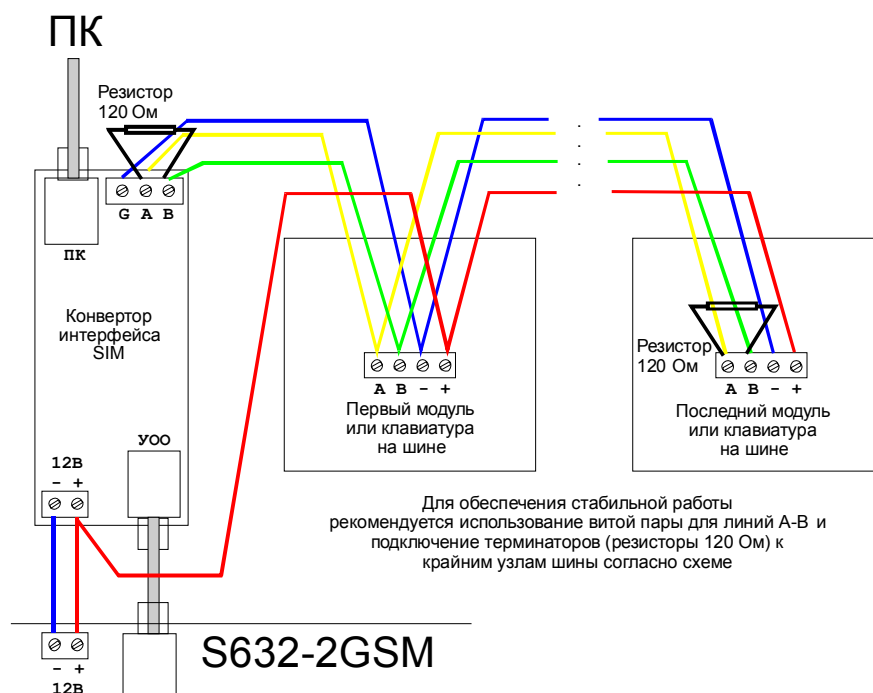 ПК
Резистор
120 Ом
G A B
ПК
Конвертор
интерфейса
SIM
УОО
12В
- +
A B - +
Первый модуль
или клавиатура
на шине
Резистор
120 Ом
A B - +
Последний модуль
или клавиатура
на шине
Для обеспечения стабильной работы
рекомендуется использование витой пары для линий А-В и
подключение терминаторов (резисторы 120 Ом) к
крайним узлам шины согласно схеме
S632-2GSM
- +
12В